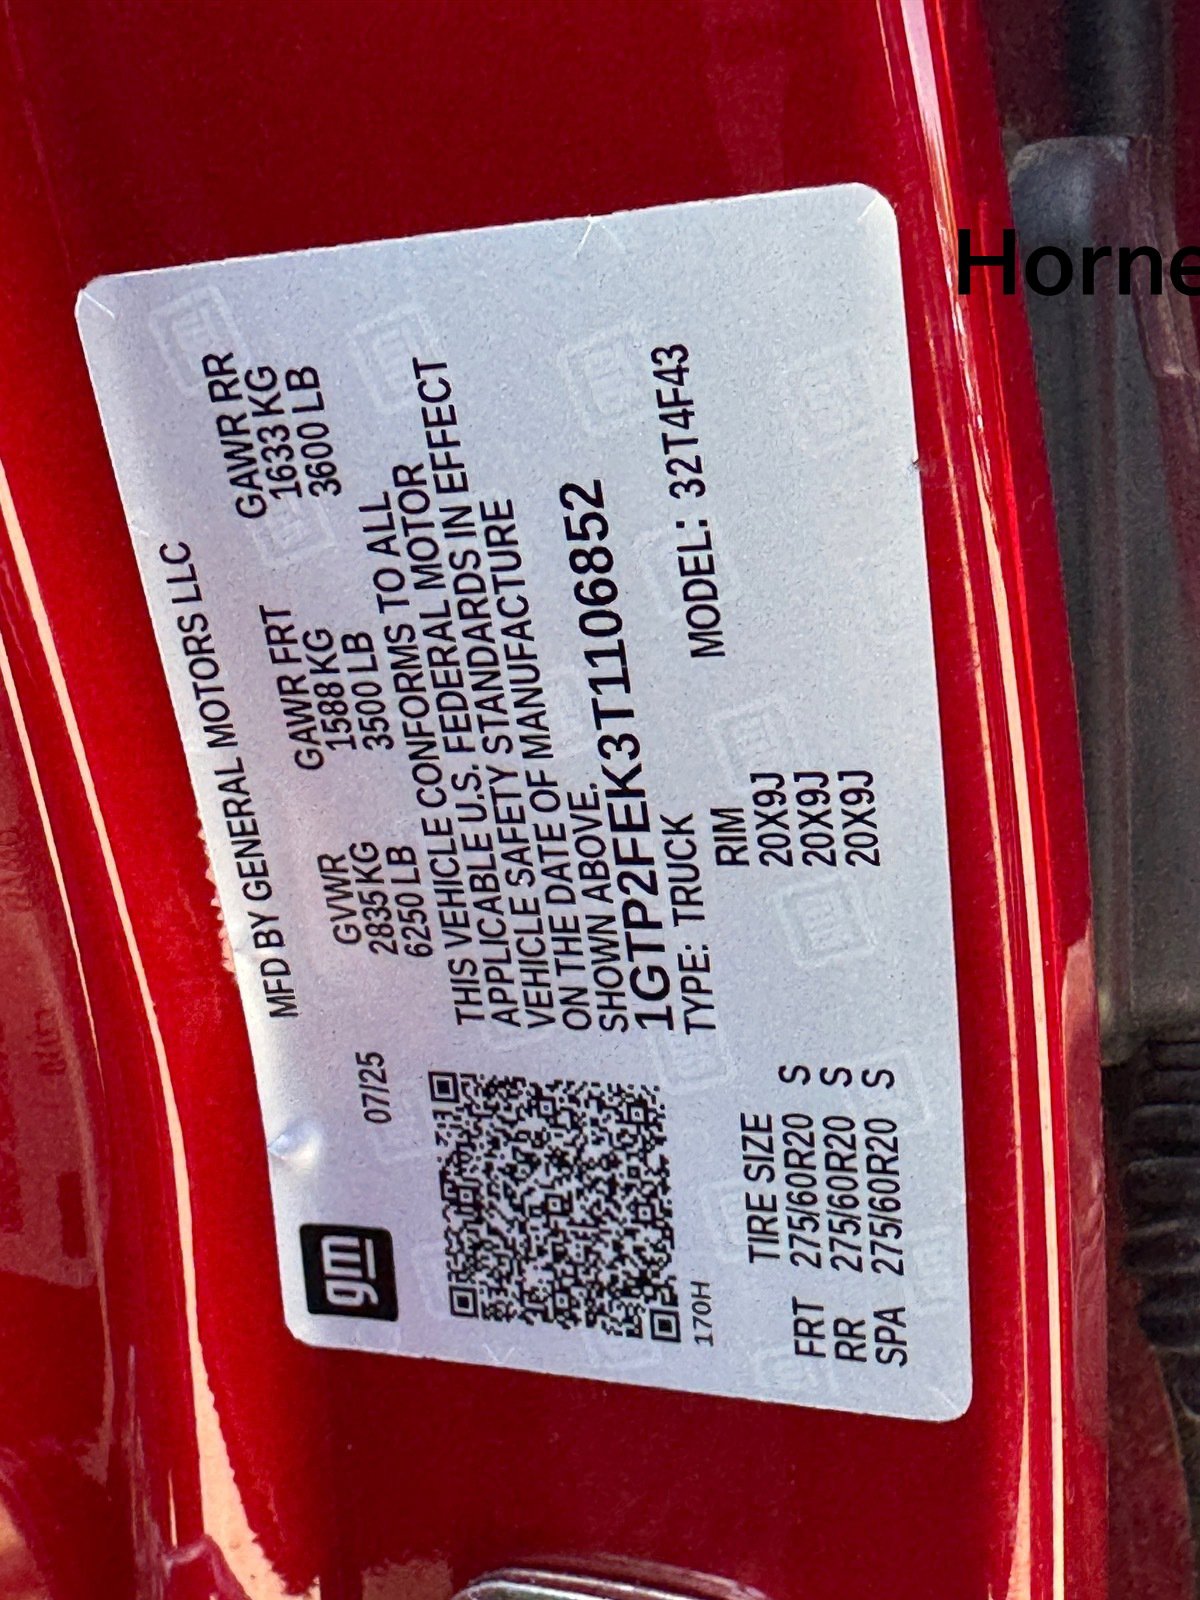 gm
MFD BY GENERAL MOTORS LLC
07/25
GVWR GAWR FRT GAWR RR
2835 KG 1588 KG 1633 KG
6250 LB 3500 LB 3600 LB
THIS VEHICLE CONFORMS TO ALL
APPLICABLE U.S. FEDERAL MOTOR
VEHICLE SAFETY STANDARDS IN EFFECT
ON THE DATE OF MANUFACTURE
SHOWN ABOVE.
1GTP2FEK3T1106852
TYPE: TRUCK MODEL: 32T4F43
170H
TIRE SIZE RIM
FRT 275/60R20 S 20X9J
RR 275/60R20 S 20X9J
SPA 275/60R20 S 20X9J
Horne